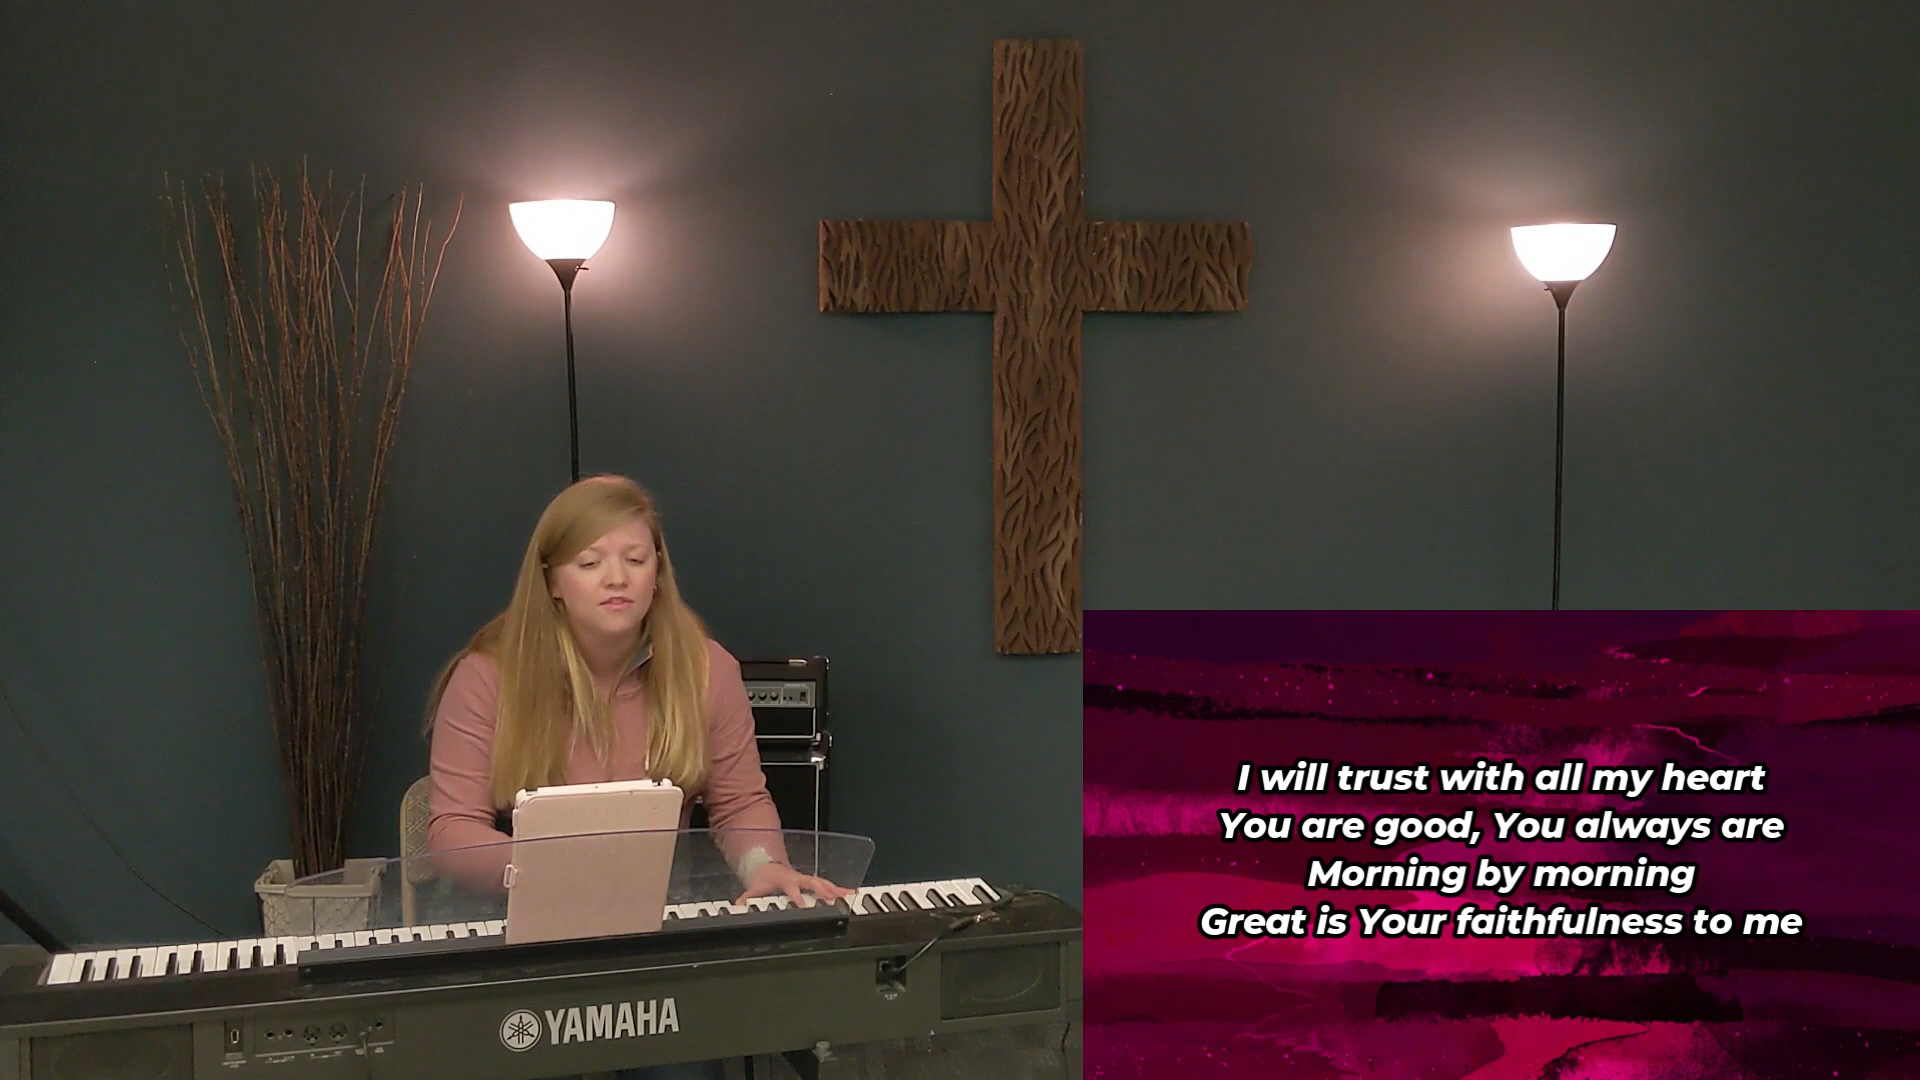 I will trust with all my heart
You are good, You always are
Morning by morning
Great is Your faithfulness to me
YAMAHA